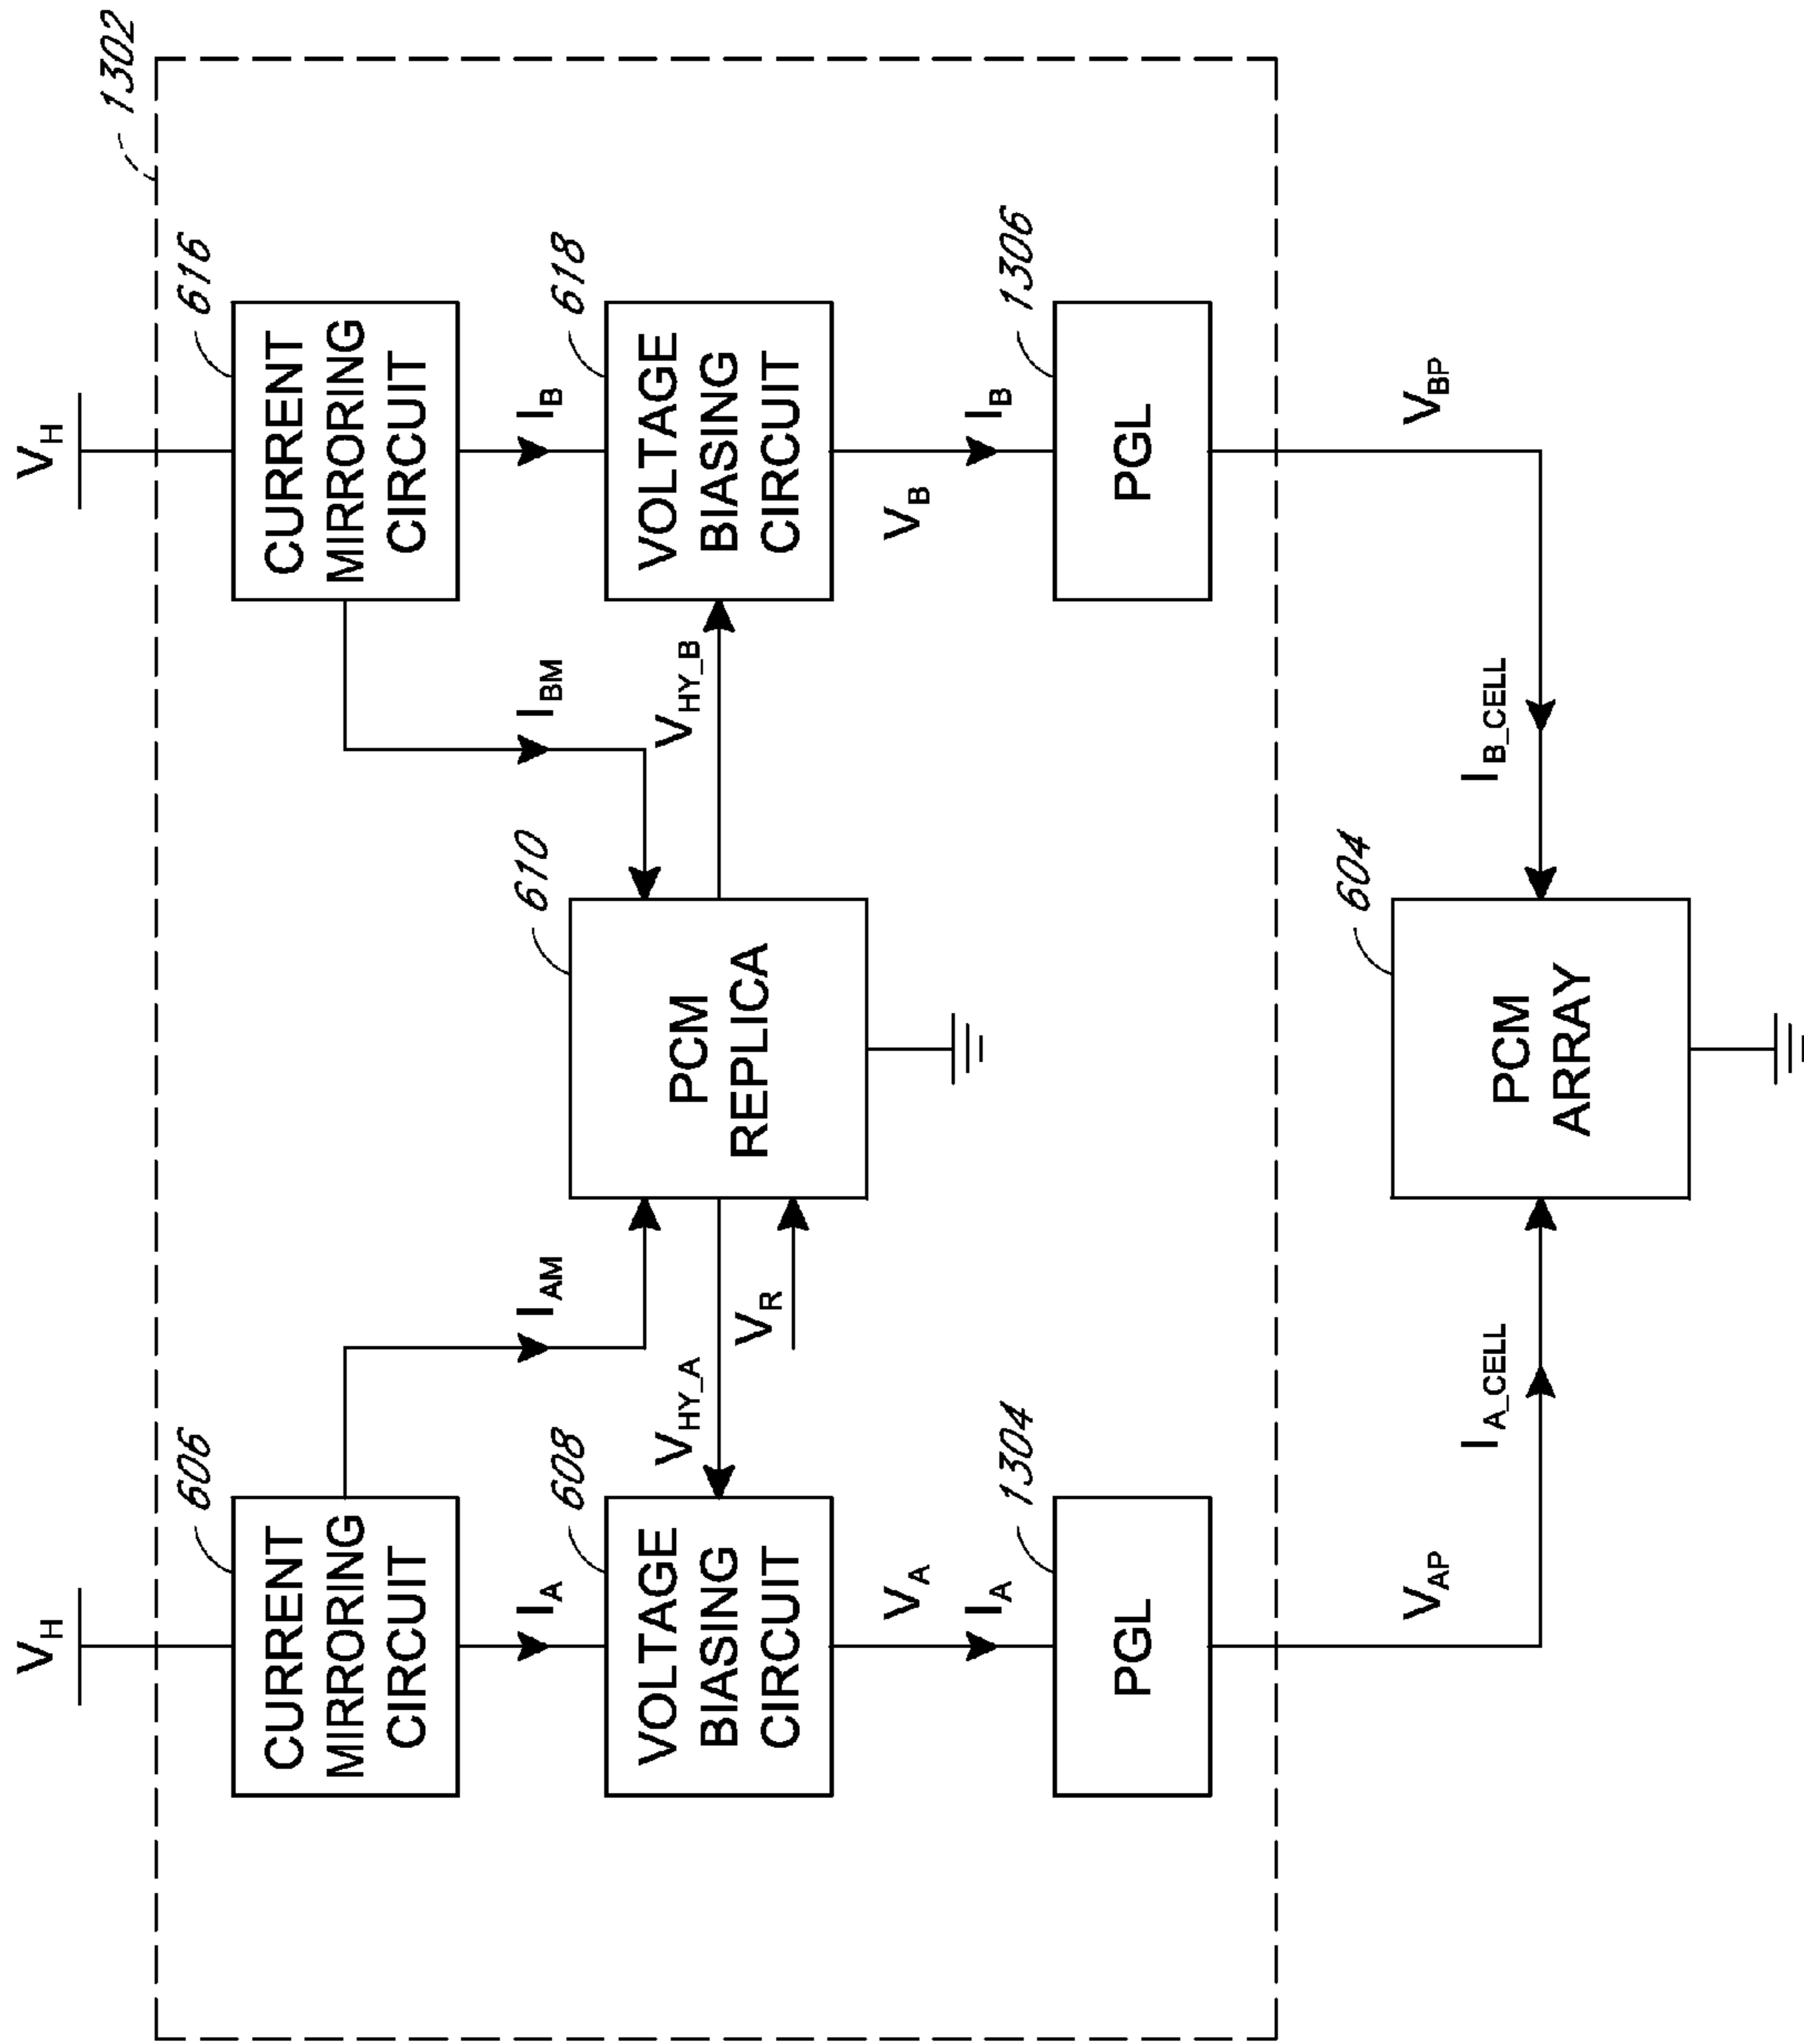 1302
V_H
V_H
606
616
CURRENT
MIRRORING
CIRCUIT
CURRENT
MIRRORING
CIRCUIT
I_A
I_AM
I_BM
I_B
608
610
618
VOLTAGE
BIASING
CIRCUIT
V_HY_A
PCM
REPLICA
V_HY_B
VOLTAGE
BIASING
CIRCUIT
V_R
V_A
I_A
V_B
I_B
1304
1306
PGL
PGL
V_AP
V_BP
604
I_A_CELL
I_B_CELL
PCM
ARRAY